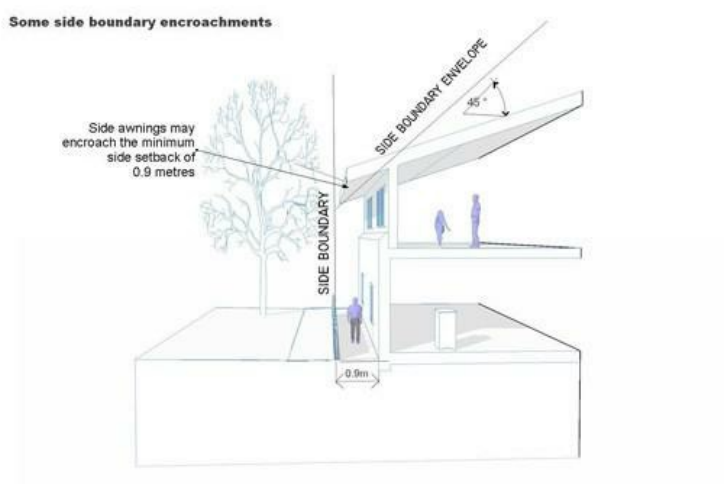 Some side boundary encroachments
Side awnings may
encroach the minimum
side setback of
0.9 metres
SIDE BOUNDARY ENVELOPE
45 °
SIDE BOUNDARY
0.9m